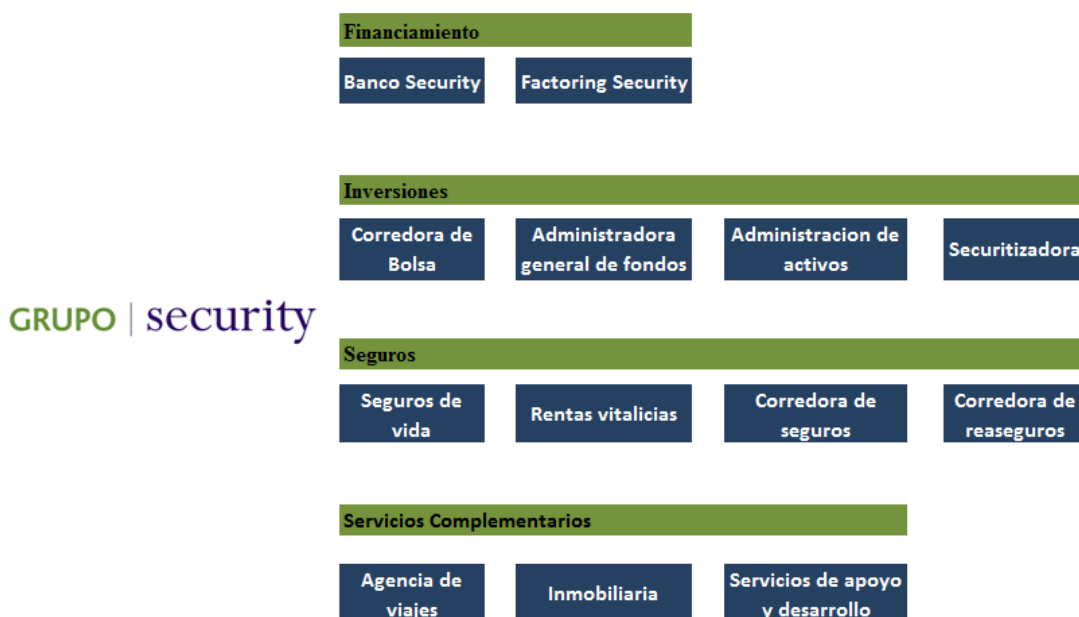 Financiamiento
Banco Security
Factoring Security
Inversiones
Corredora de
Bolsa
Administradora
general de fondos
Administracion de
activos
Securitizadora
GRUPO | security
Seguros
Seguros de
vida
Rentas vitalicias
Corredora de
seguros
Corredora de
reaseguros
Servicios Complementarios
Agencia de
viajes
Inmobiliaria
Servicios de apoyo
y desarrollo